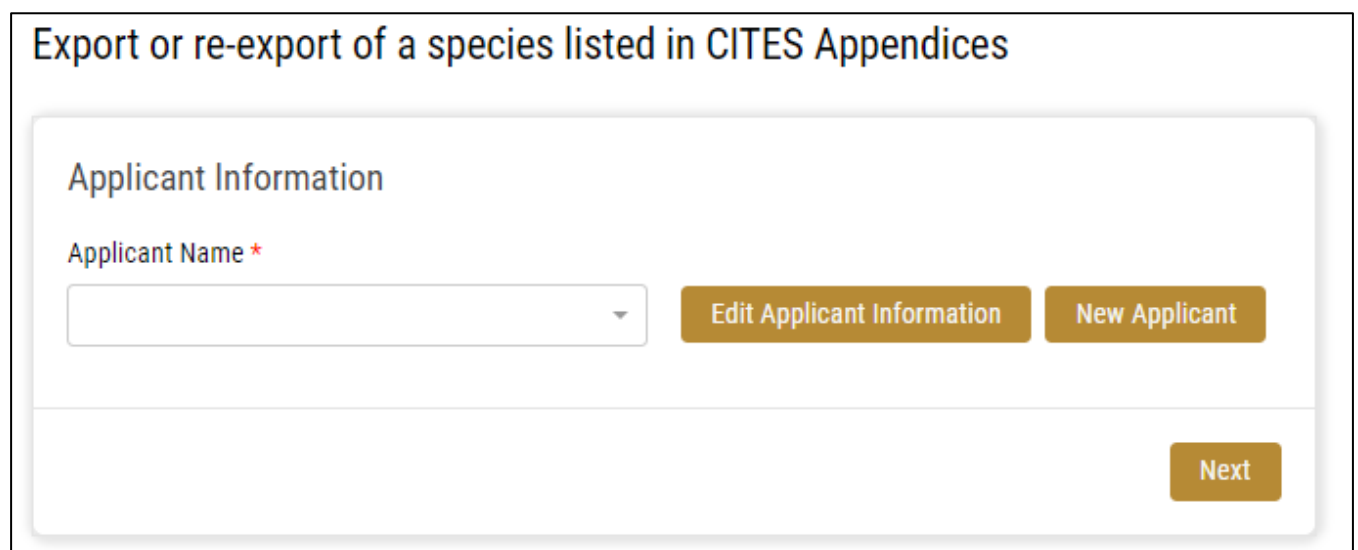 Export or re-export of a species listed in CITES Appendices
Applicant Information
Applicant Name *
Edit Applicant Information
New Applicant
Next